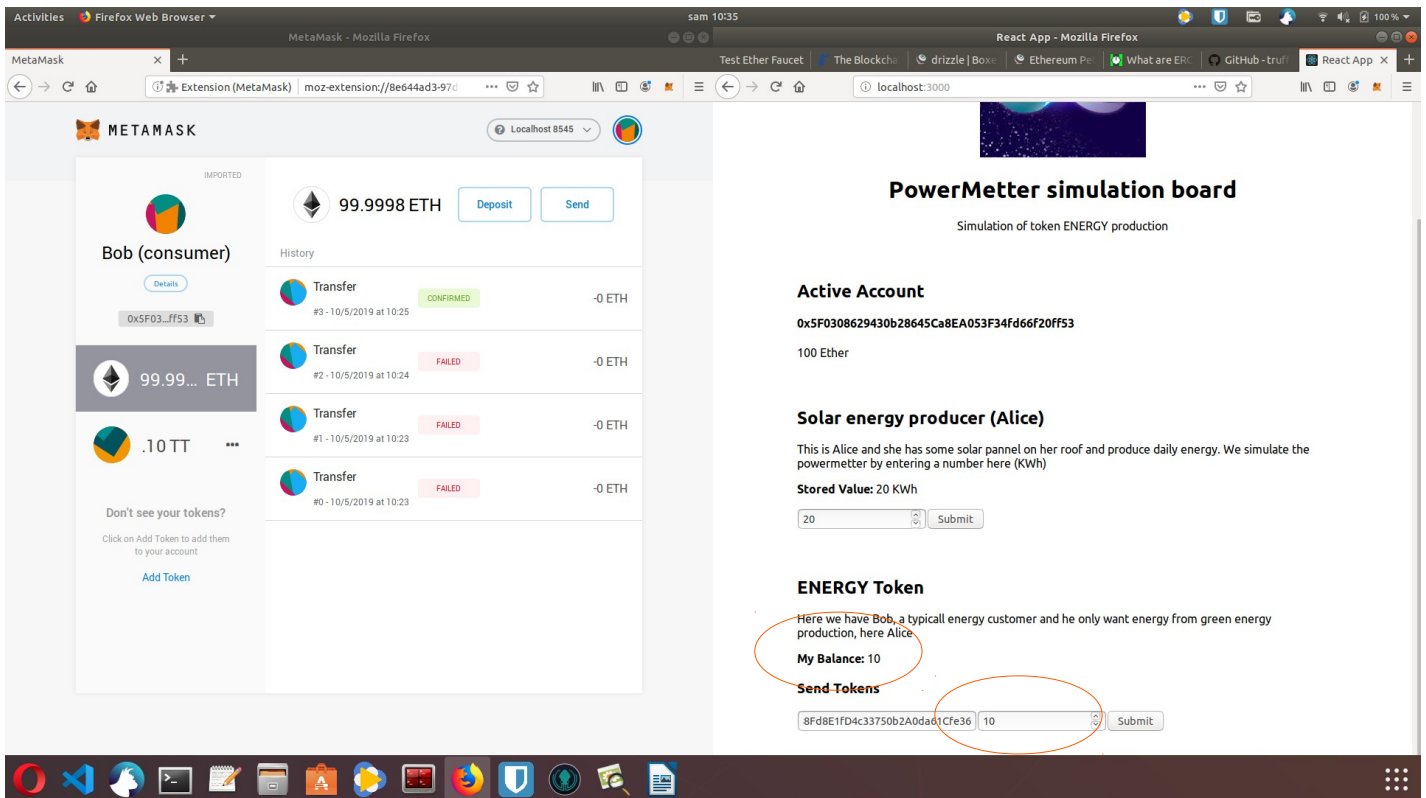 Activities Firefox Web Browser
sam 10:35
100 %
MetaMask - Mozilla Firefox
MetaMask
Extension (MetaMask) moz-extension://8e644ad3-97d
METAMASK
Localhost 8545
IMPORTED
Bob (consumer)
Details
0x5F03...ff53
99.99... ETH
.10 TT
Don't see your tokens?
Click on Add Token to add them
to your account
Add Token
99.9998 ETH
Deposit
Send
History
Transfer
#3 - 10/5/2019 at 10:25
CONFIRMED
-0 ETH
Transfer
#2 - 10/5/2019 at 10:24
FAILED
-0 ETH
Transfer
#1 - 10/5/2019 at 10:23
FAILED
-0 ETH
Transfer
#0 - 10/5/2019 at 10:23
FAILED
-0 ETH
React App - Mozilla Firefox
Test Ether Faucet The Blockcha drizzle | Boxe Ethereum Pe What are ERC GitHub - truff React App
localhost:3000
PowerMetter simulation board
Simulation of token ENERGY production
Active Account
0x5F0308629430b28645Ca8EA053F34fd66f20ff53
100 Ether
Solar energy producer (Alice)
This is Alice and she has some solar pannel on her roof and produce daily energy. We simulate the
powermetter by entering a number here (KWh)
Stored Value: 20 KWh
20 Submit
ENERGY Token
Here we have Bob, a typicall energy customer and he only want energy from green energy
production, here Alice
My Balance: 10
Send Tokens
8Fd8E1fD4c33750b2A0da61Cfe36 10 Submit